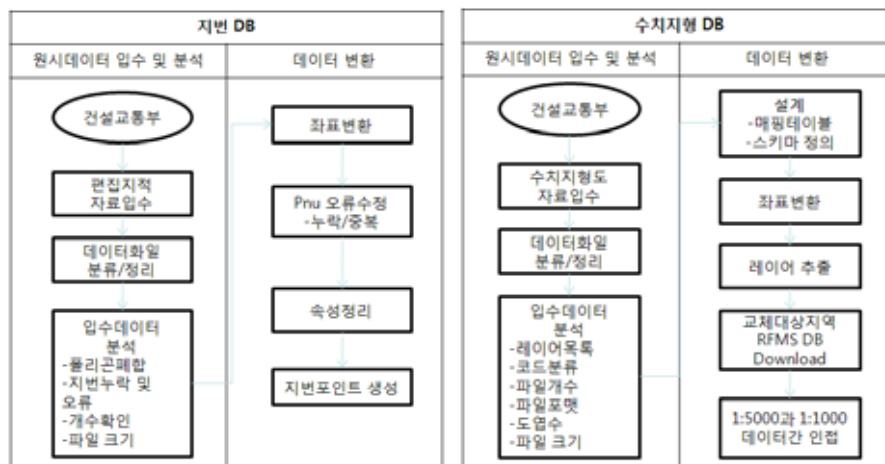 지번 DB
원시데이터 입수 및 분석
데이터 변환
건설교통부
편집지적
자료입수
데이터화일
분류/정리
입수데이터
분석
-폴리곤폐합
-지번누락 및
오류
-개수확인
-파일 크기
좌표변환
Pnu 오류수정
-누락/중복
속성정리
지번포인트 생성
수치지형 DB
원시데이터 입수 및 분석
데이터 변환
건설교통부
수치지형도
자료입수
데이터화일
분류/정리
입수데이터
분석
-레이어목록
-코드분류
-파일개수
-파일포맷
-도엽수
-파일 크기
설계
-매핑테이블
-스키마 정의
좌표변환
레이어 추출
교체대상지역
RFMS DB
Download
1:5000과 1:1000
데이터간 인접